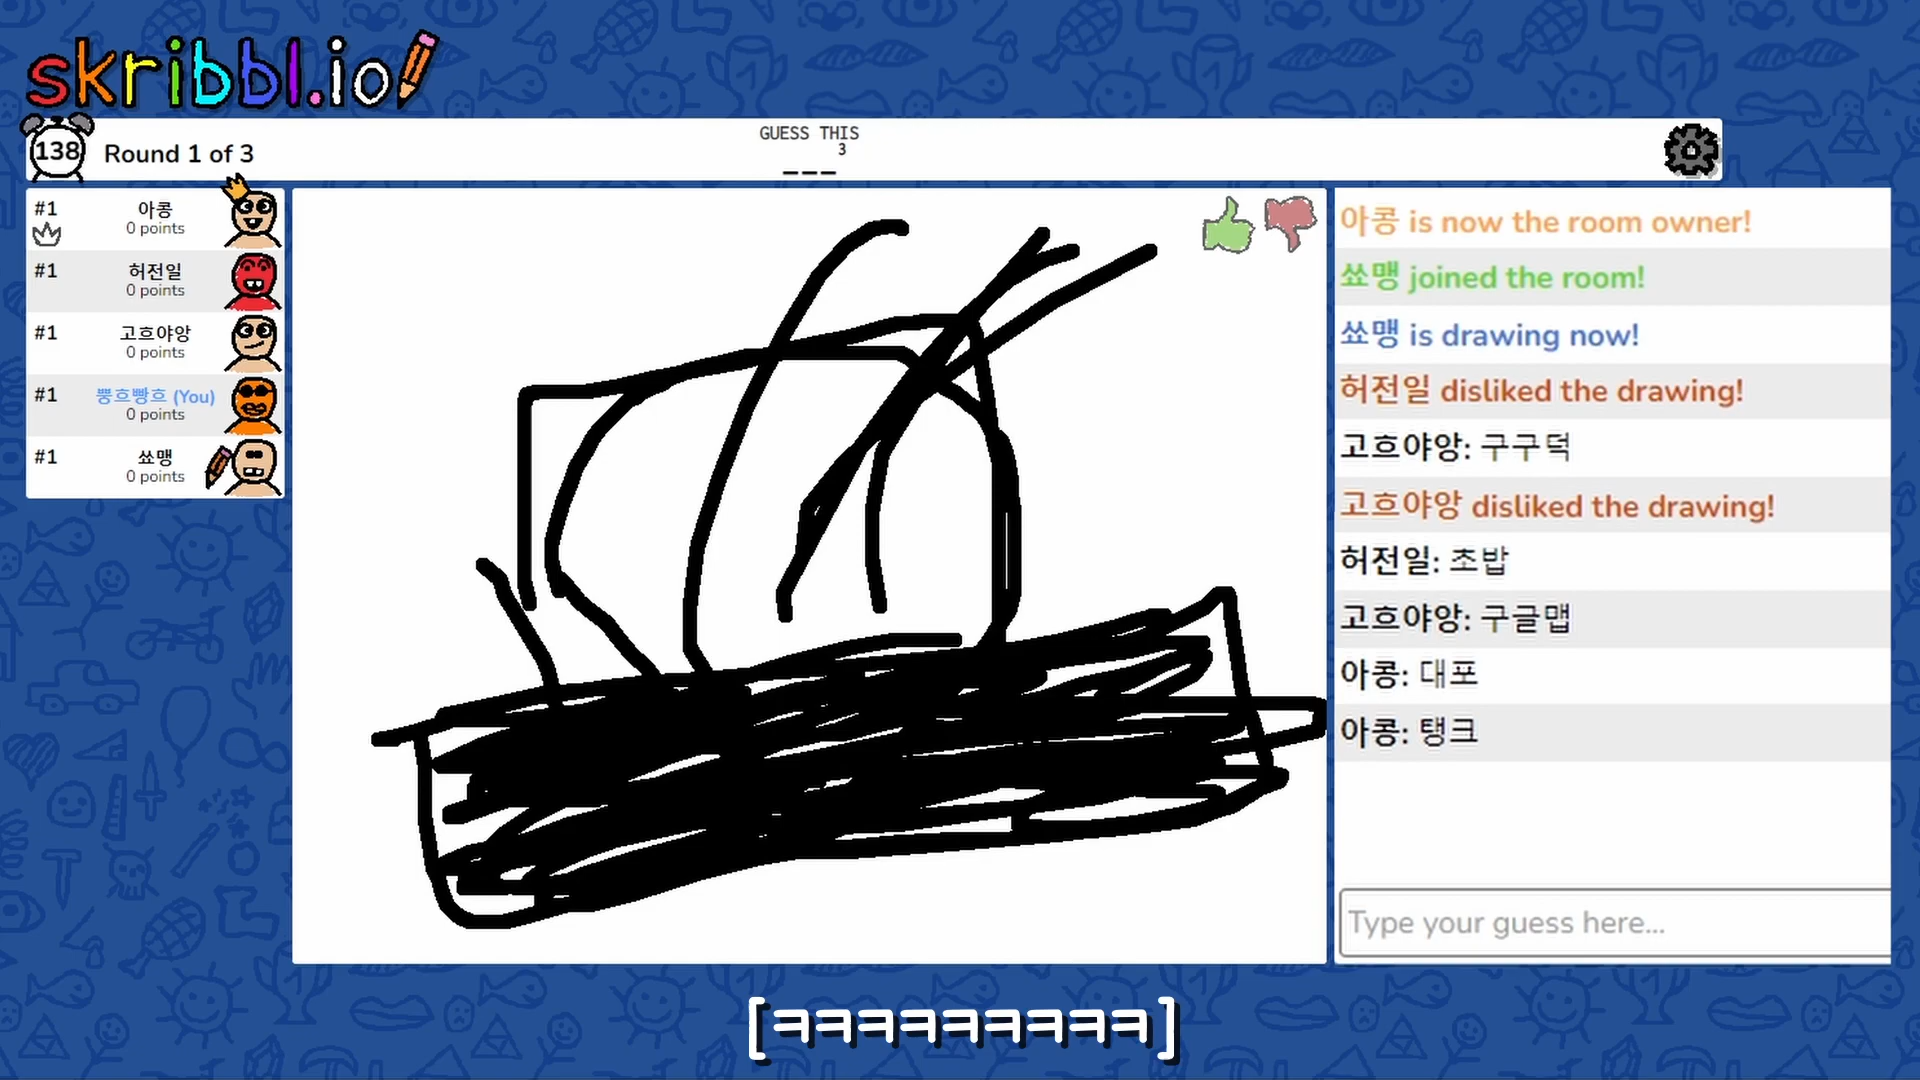 skribbl.io
138
Round 1 of 3
GUESS THIS
3
_ _ _
#1 아콩
0 points
#1 허전일
0 points
#1 고흐야앙
0 points
#1 뿡흐빵흐 (You)
0 points
#1 쑈맹
0 points
아콩 is now the room owner!
쑈맹 joined the room!
쑈맹 is drawing now!
허전일 disliked the drawing!
고흐야앙: 구구덕
고흐야앙 disliked the drawing!
허전일: 초밥
고흐야앙: 구글맵
아콩: 대포
아콩: 탱크
Type your guess here...
[ㅋㅋㅋㅋㅋㅋㅋㅋㅋ]